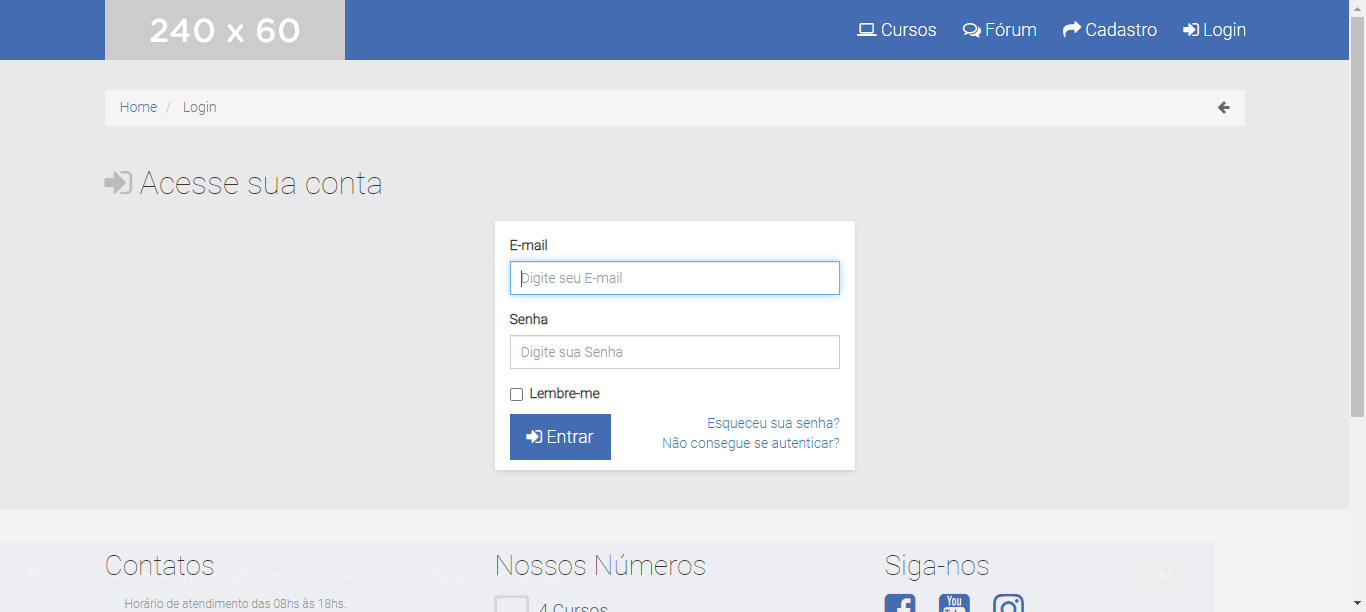 240 x 60
Cursos Fórum Cadastro Login
Home / Login
Acesse sua conta
E-mail
Digite seu E-mail
Senha
Digite sua Senha
Lembre-me
Entrar
Esqueceu sua senha?
Não consegue se autenticar?
Contatos
Nossos Números
Siga-nos
Este site melhorar sua experiência. Política de
OK!
Horário de atendimento das 08hs às 18hs.
4 Cursos
You